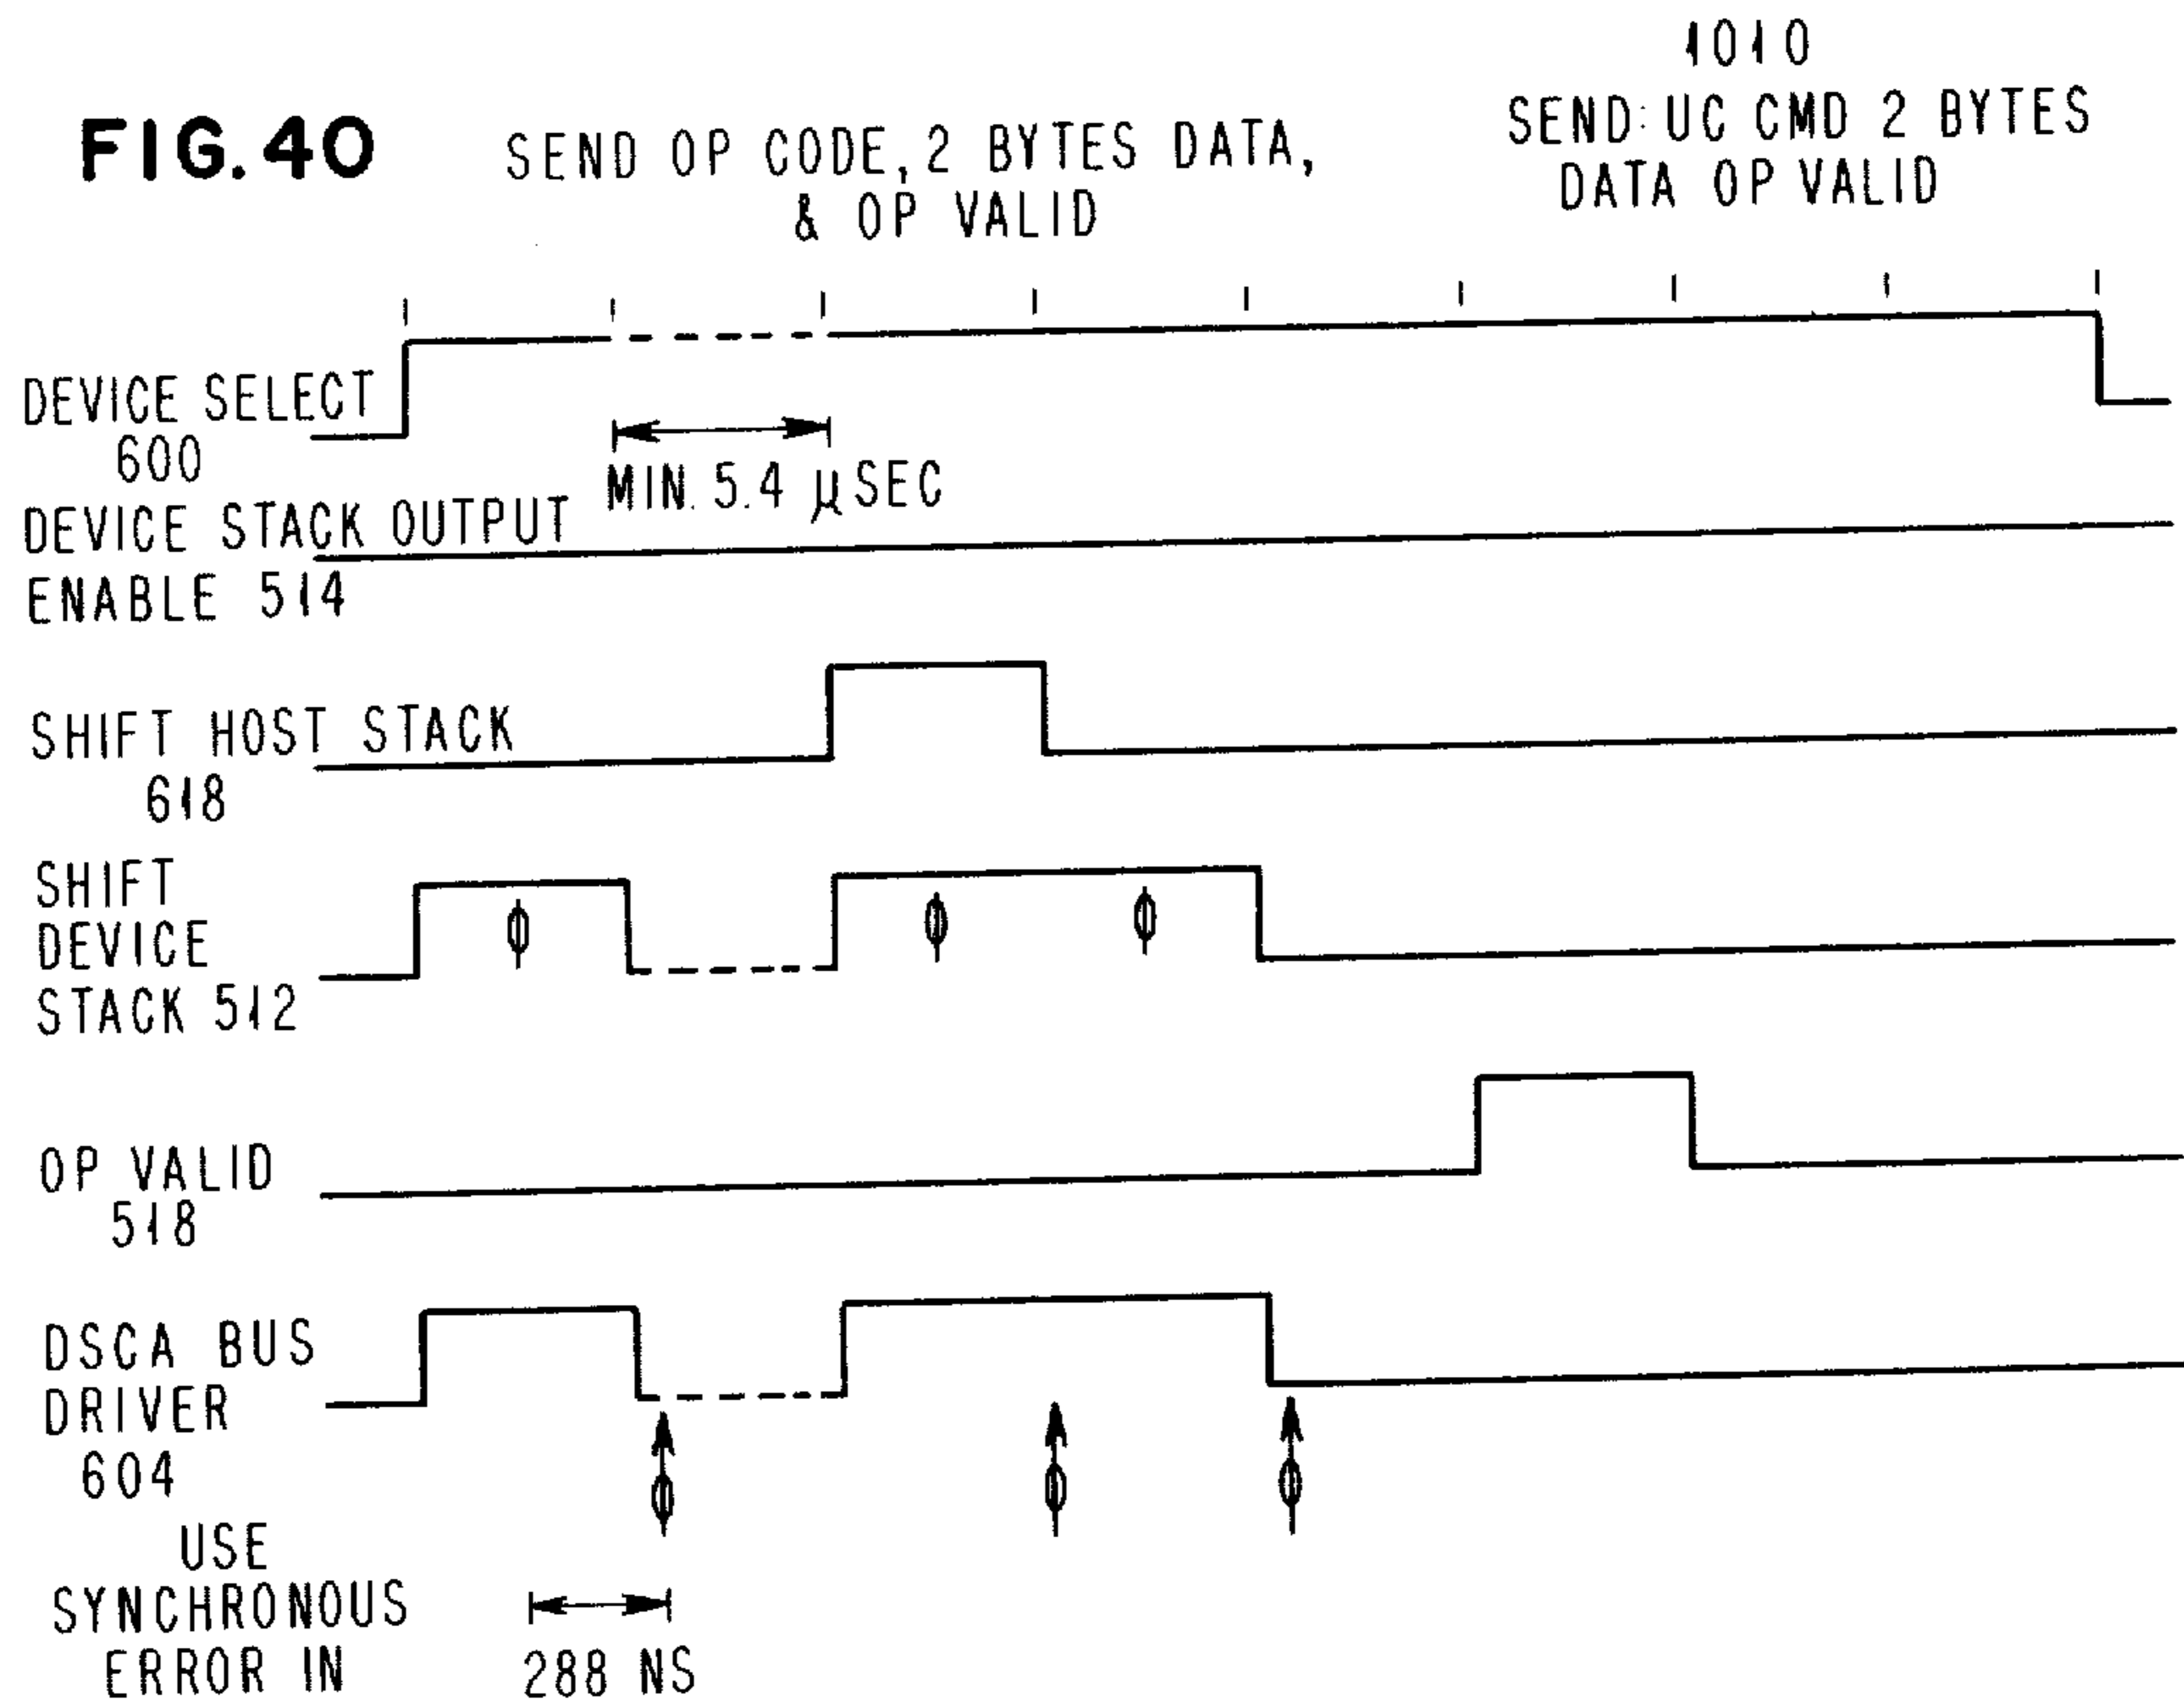 FIG. 40
SEND OP CODE, 2 BYTES DATA,
& OP VALID
1010
SEND UC CMD 2 BYTES
DATA OP VALID
DEVICE SELECT
600
MIN. 5.4 μSEC
DEVICE STACK OUTPUT
ENABLE 514
SHIFT HOST STACK
618
SHIFT
DEVICE
STACK 512
OP VALID
518
DSCA BUS
DRIVER
604
USE
SYNCHRONOUS
ERROR IN
288 NS